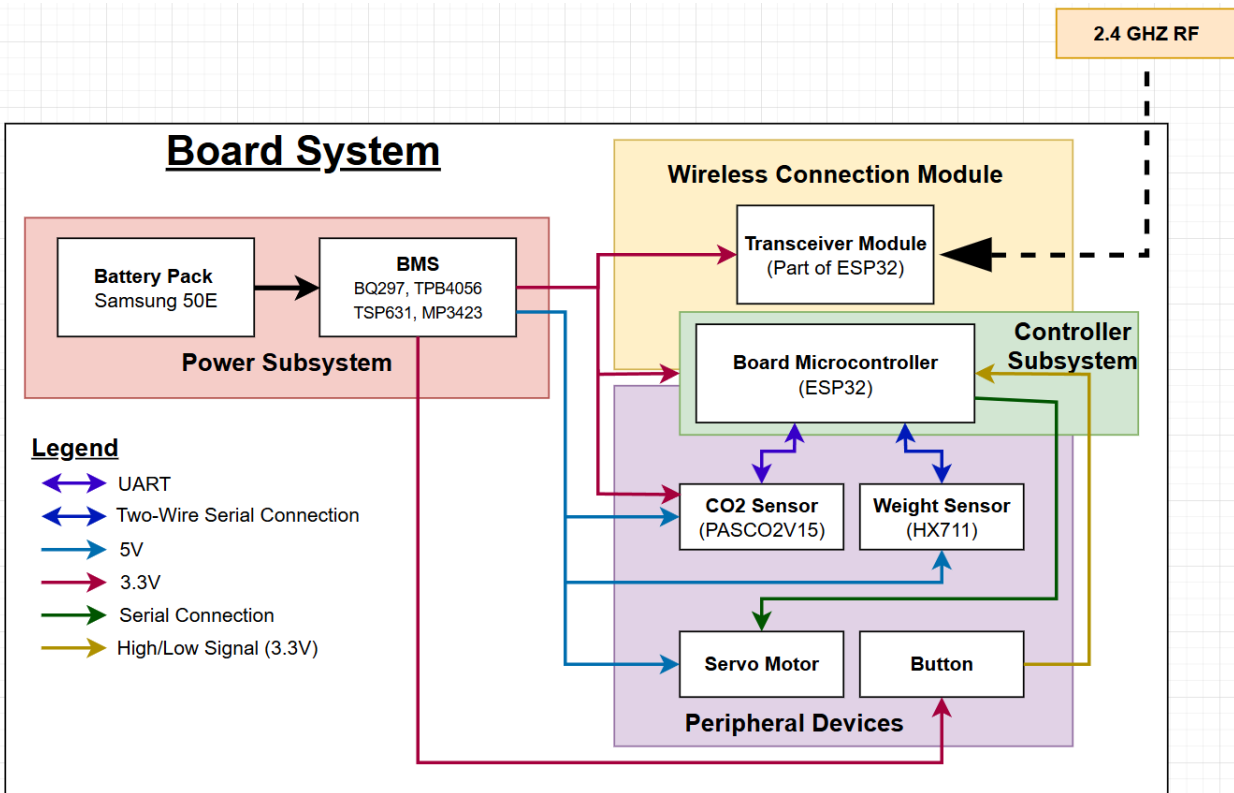 2.4 GHZ RF
Board System
Wireless Connection Module
Transceiver Module
(Part of ESP32)
Battery Pack
Samsung 50E
BMS
BQ297, TPB4056
TSP631, MP3423
Power Subsystem
Controller
Subsystem
Board Microcontroller
(ESP32)
Legend
UART
Two-Wire Serial Connection
5V
3.3V
Serial Connection
High/Low Signal (3.3V)
CO2 Sensor
(PASCO2V15)
Weight Sensor
(HX711)
Servo Motor
Button
Peripheral Devices